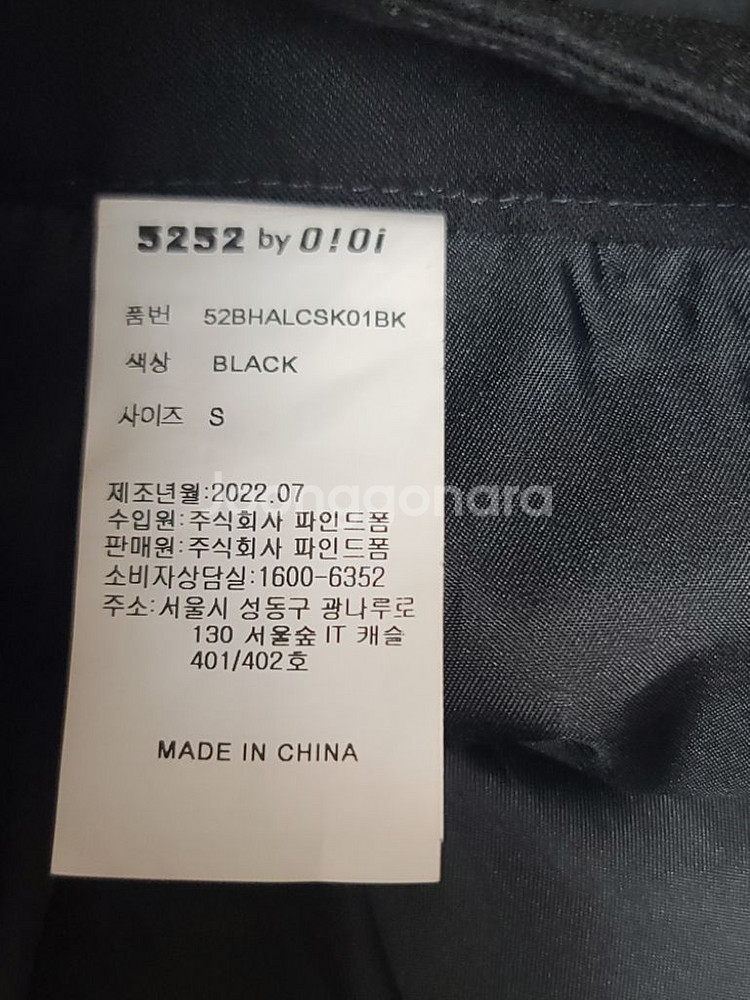 5252 by O!Oi
품번 52BHALCSK01BK
색상 BLACK
사이즈 S
제조년월:2022.07
수입원:주식회사 파인드폼
판매원:주식회사 파인드폼
소비자상담실:1600-6352
주소:서울시 성동구 광나루로
130 서울숲 IT 캐슬
401/402호
MADE IN CHINA
Joonggonara